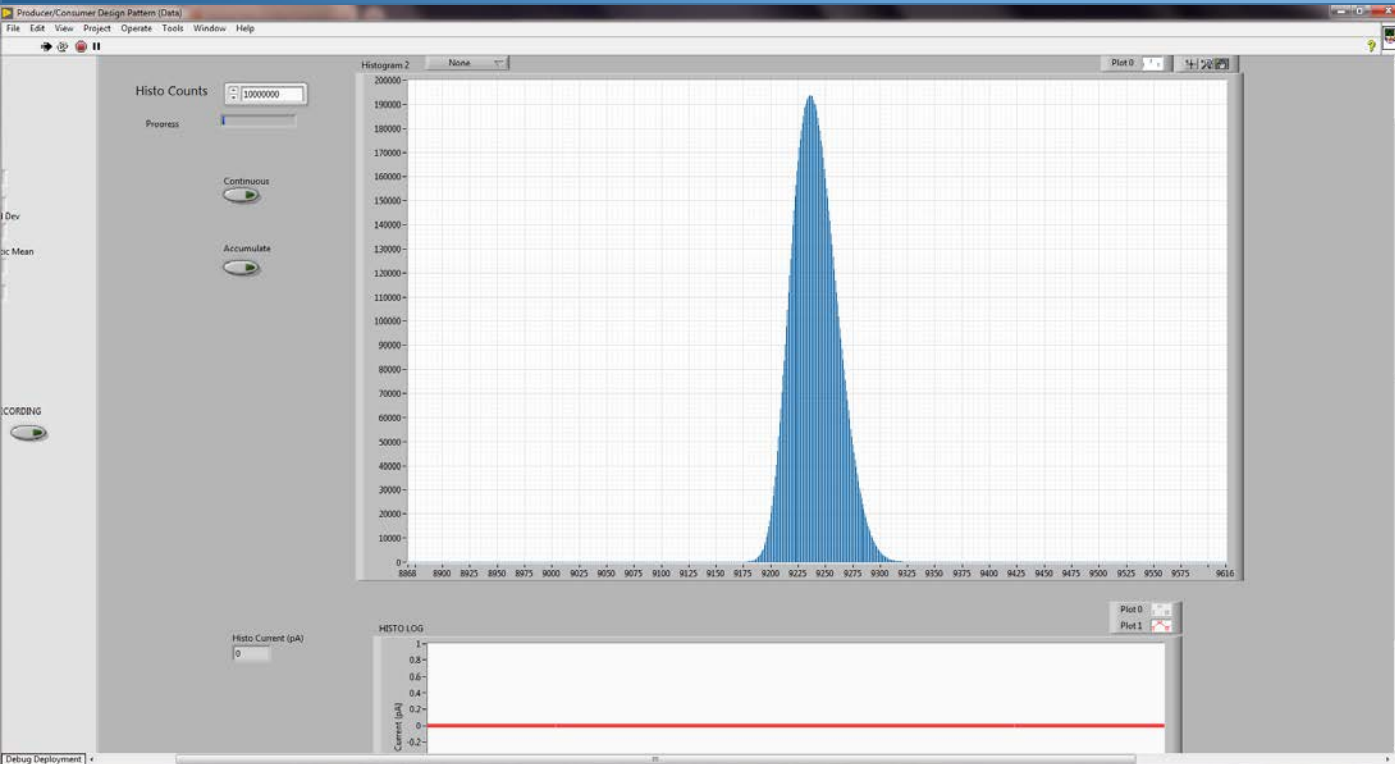 Producer/Consumer Design Pattern (Data)
File Edit View Project Operate Tools Window Help
Histogram 2 None Plot 0
Histo Counts 10000000
Progress
Continuous
l Dev
Accumulate
tic Mean
CORDING
200000
190000
180000
170000
160000
150000
140000
130000
120000
110000
100000
90000
80000
70000
60000
50000
40000
30000
20000
10000
0
8868 8900 8925 8950 8975 9000 9025 9050 9075 9100 9125 9150 9175 9200 9225 9250 9275 9300 9325 9350 9375 9400 9425 9450 9475 9500 9525 9550 9575 9616
Plot 0
Plot 1
HISTO LOG
Histo Current (pA)
0
Current (pA)
1
0.8
0.6
0.4
0.2
0
-0.2
Debug Deployment